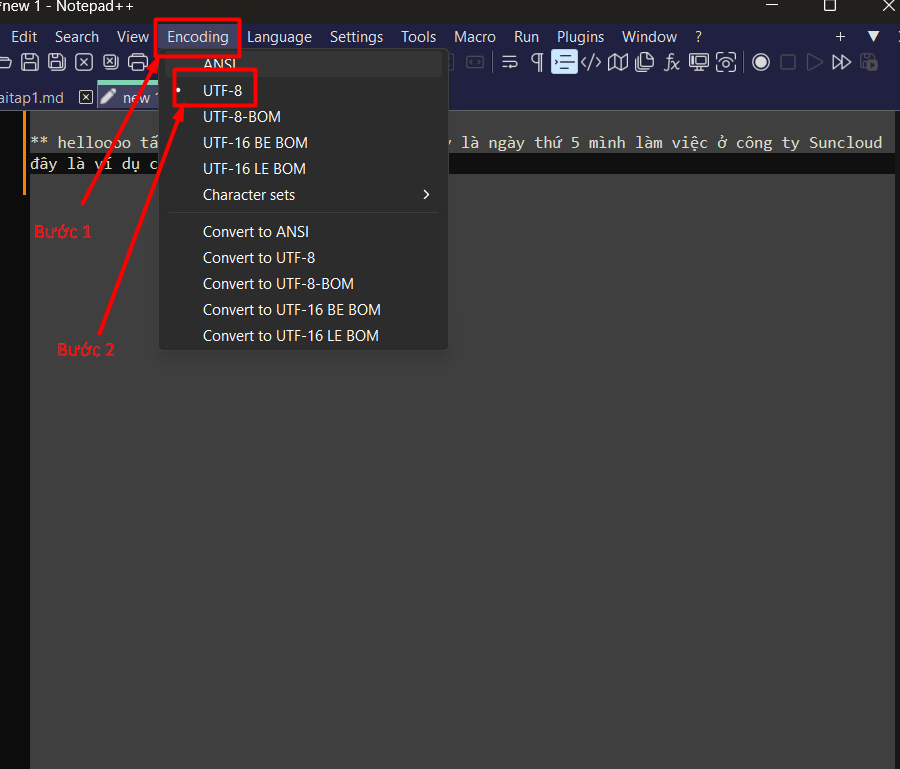 *new 1 - Notepad++
Edit Search View Encoding Language Settings Tools Macro Run Plugins Window ?
aitap1.md new 1
ANSI
UTF-8
UTF-8-BOM
UTF-16 BE BOM
UTF-16 LE BOM
Character sets
Convert to ANSI
Convert to UTF-8
Convert to UTF-8-BOM
Convert to UTF-16 BE BOM
Convert to UTF-16 LE BOM
** helloooo là ngày thứ 5 mình làm việc ở công ty Suncloud
đây là ví dụ
Bước 1
Bước 2